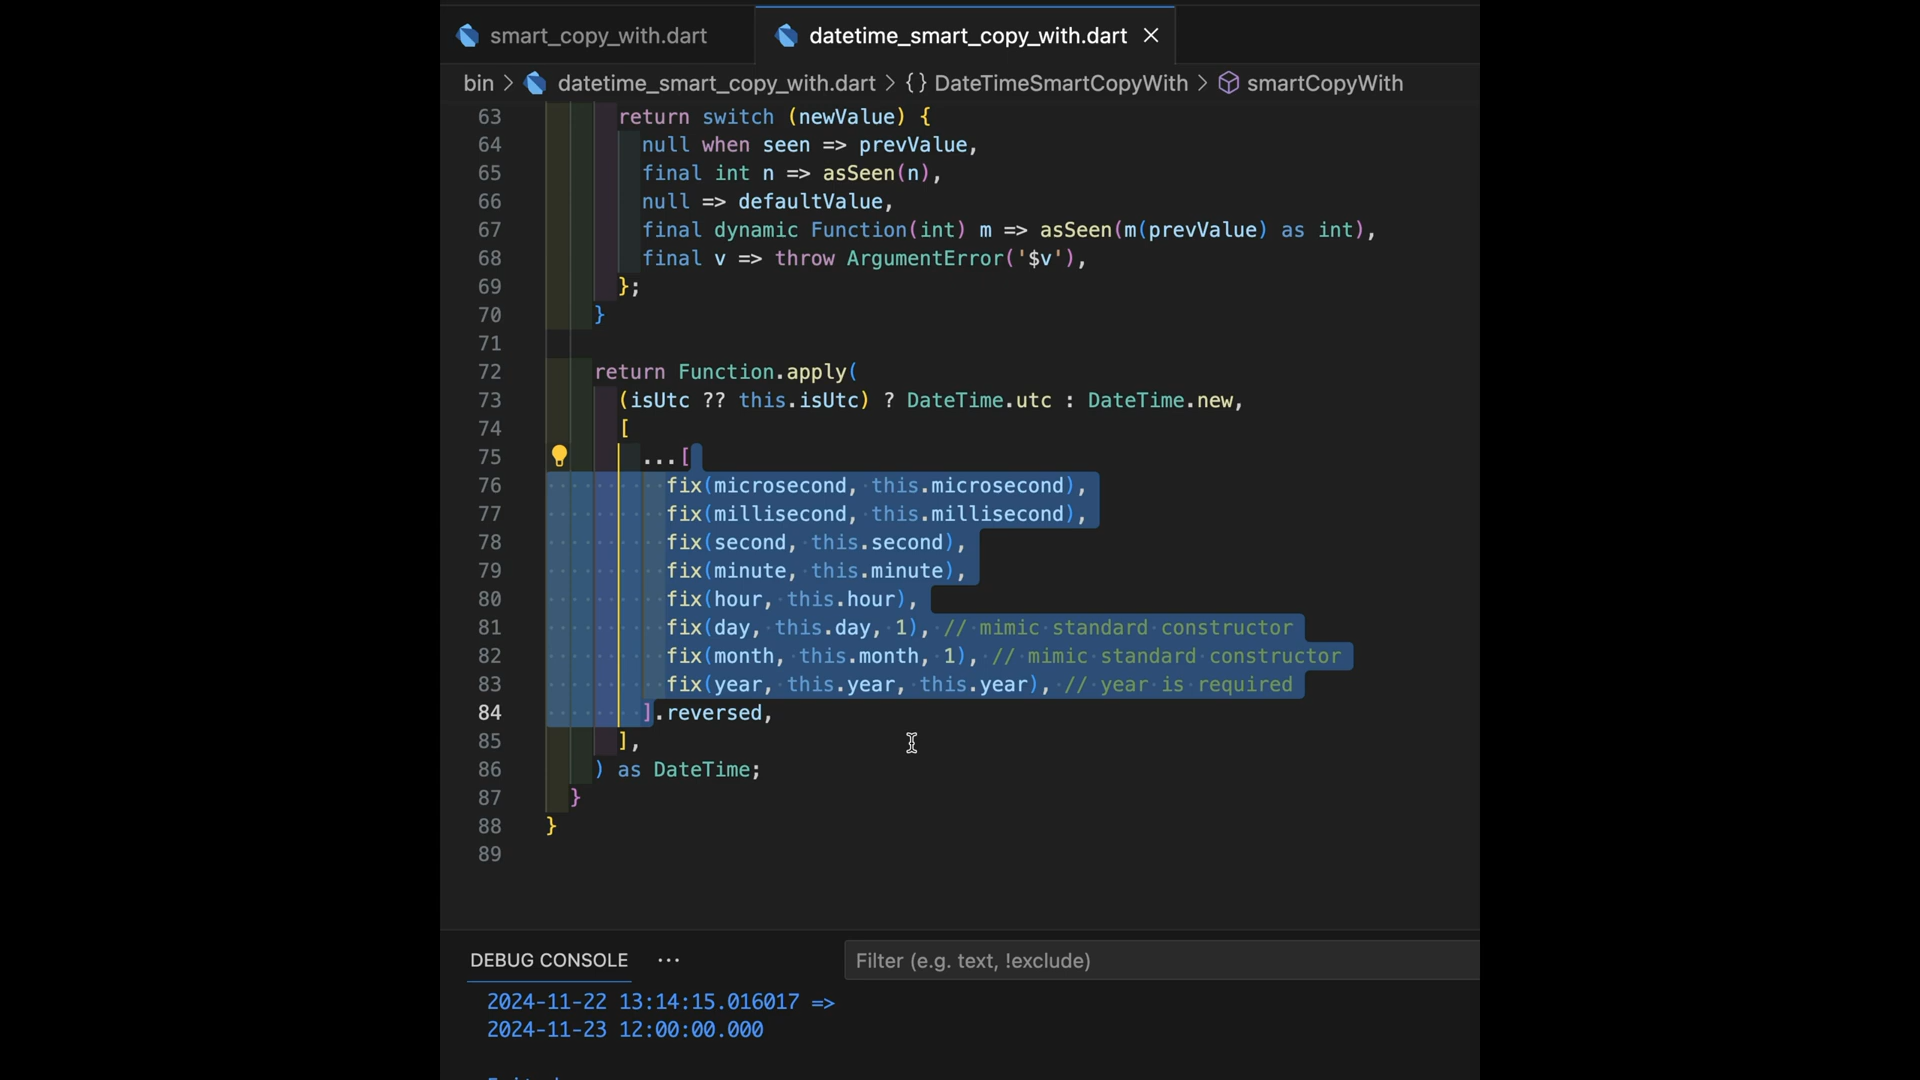 smart_copy_with.dart
datetime_smart_copy_with.dart
bin > datetime_smart_copy_with.dart > {} DateTimeSmartCopyWith > smartCopyWith
63 return switch (newValue) {
64 null when seen => prevValue,
65 final int n => asSeen(n),
66 null => defaultValue,
67 final dynamic Function(int) m => asSeen(m(prevValue) as int),
68 final v => throw ArgumentError('$v'),
69 };
70 }
71
72 return Function.apply(
73 (isUtc ?? this.isUtc) ? DateTime.utc : DateTime.new,
74 [
75 ...[
76 fix(microsecond, this.microsecond),
77 fix(millisecond, this.millisecond),
78 fix(second, this.second),
79 fix(minute, this.minute),
80 fix(hour, this.hour),
81 fix(day, this.day, 1), // mimic standard constructor
82 fix(month, this.month, 1), // mimic standard constructor
83 fix(year, this.year, this.year), // year is required
84 ].reversed,
85 ],
86 ) as DateTime;
87 }
88 }
89
DEBUG CONSOLE ··· Filter (e.g. text, !exclude)
2024-11-22 13:14:15.016017 =>
2024-11-23 12:00:00.000